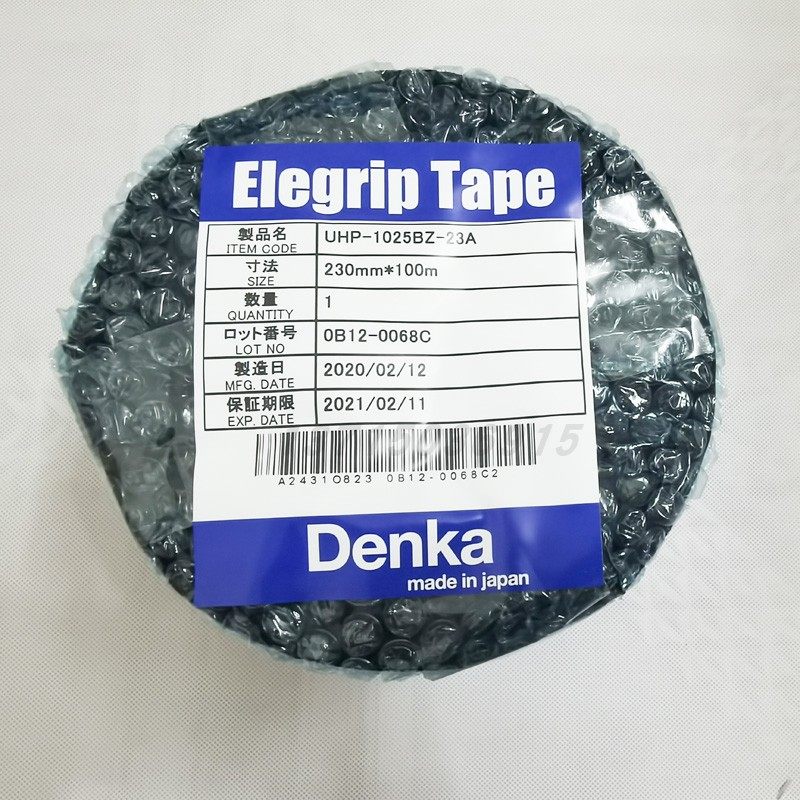 Elegrip Tape
製品名 UHP-1025BZ-23A
ITEM CODE
寸法 230mm*100m
SIZE
数量 1
QUANTITY
ロット番号 0B12-0068C
LOT NO
製造日 2020/02/12
MFG. DATE
保証期限 2021/02/11
EXP. DATE
A24310823 0B12-0068C2
Denka
made in japan